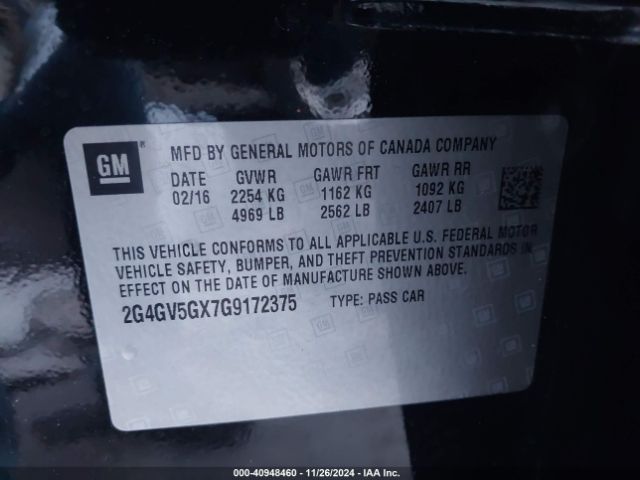 GM
MFD BY GENERAL MOTORS OF CANADA COMPANY
DATE GVWR GAWR FRT GAWR RR
02/16 2254 KG 1162 KG 1092 KG
4969 LB 2562 LB 2407 LB
THIS VEHICLE CONFORMS TO ALL APPLICABLE U.S. FEDERAL MOTOR
VEHICLE SAFETY, BUMPER, AND THEFT PREVENTION STANDARDS IN
EFFECT ON THE DATE OF MANUFACTURE SHOWN ABOVE.
2G4GV5GX7G9172375 TYPE: PASS CAR
000-40948460 - 11/26/2024 - IAA Inc.